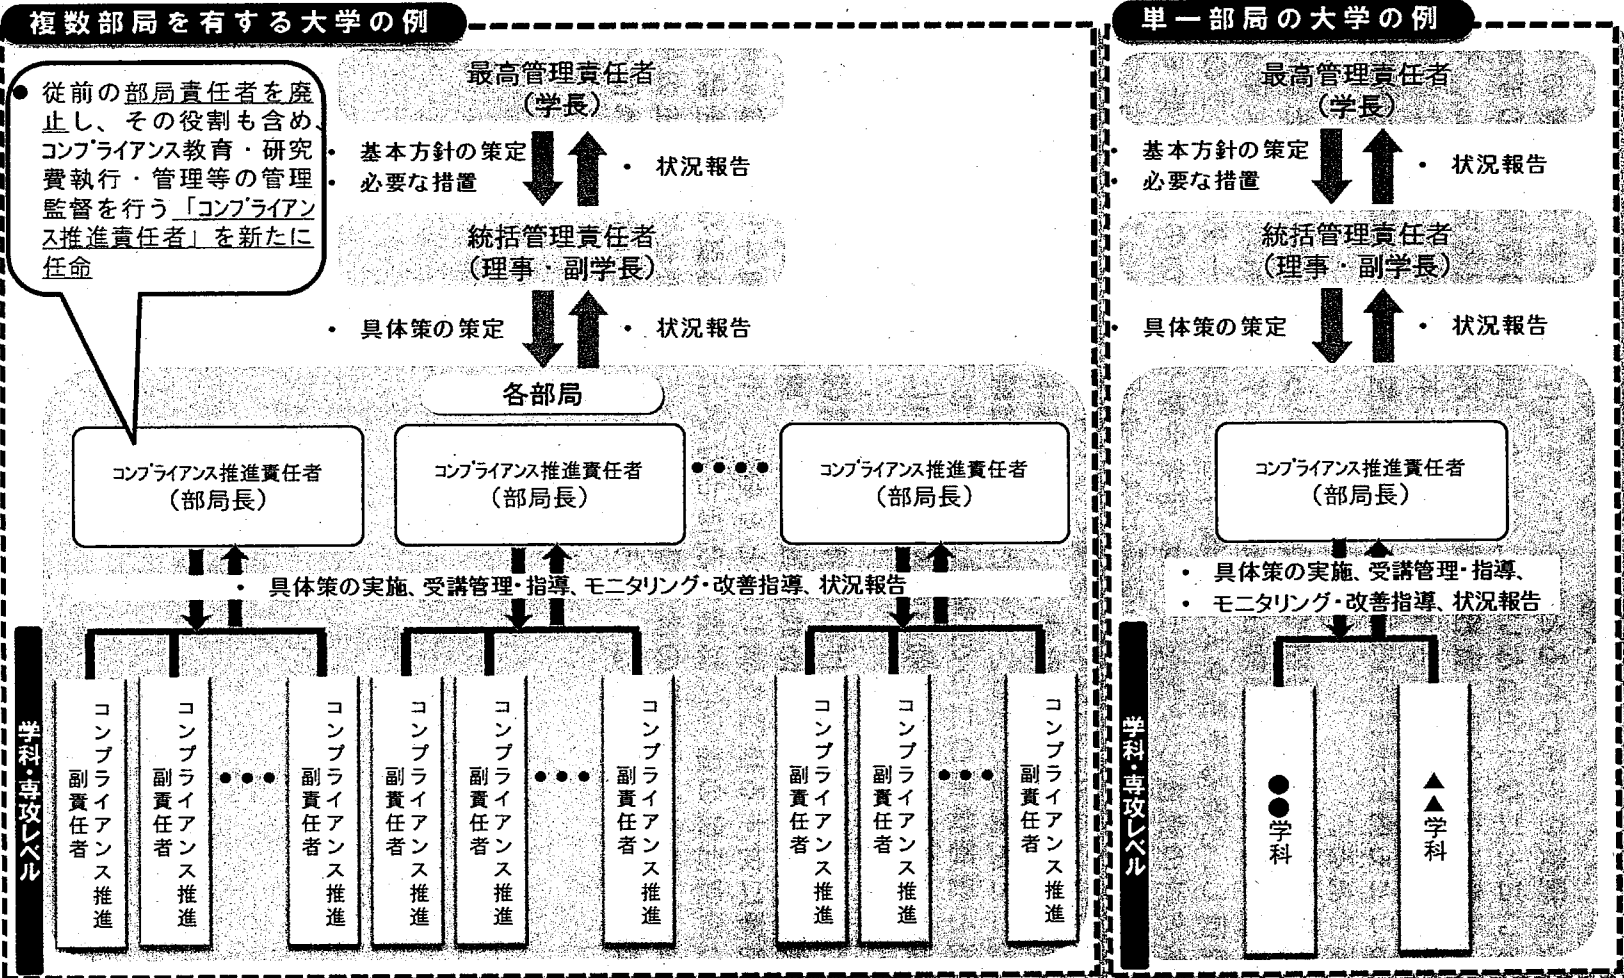 複数部局を有する大学の例
● 従前の部局責任者を廃
止し、その役割も含め、
コンプライアンス教育・研究
費執行・管理等の管理
監督を行う「コンプライアン
ス推進責任者」を新たに
任命
最高管理責任者
(学長)
・ 基本方針の策定
・ 必要な措置
・ 状況報告
統括管理責任者
(理事・副学長)
・ 具体策の策定
・ 状況報告
各部局
コンプライアンス推進責任者
(部局長)
コンプライアンス推進責任者
(部局長)
••••
コンプライアンス推進責任者
(部局長)
・ 具体策の実施、受講管理・指導、モニタリング・改善指導、状況報告
学科・専攻レベル
コンプライアンス推進
副責任者
コンプライアンス推進
副責任者
•••
コンプライアンス推進
副責任者
コンプライアンス推進
副責任者
コンプライアンス推進
副責任者
•••
コンプライアンス推進
副責任者
コンプライアンス推進
副責任者
コンプライアンス推進
副責任者
•••
コンプライアンス推進
副責任者
単一部局の大学の例
最高管理責任者
(学長)
・ 基本方針の策定
・ 必要な措置
・ 状況報告
統括管理責任者
(理事・副学長)
・ 具体策の策定
・ 状況報告
コンプライアンス推進責任者
(部局長)
・ 具体策の実施、受講管理・指導、
・ モニタリング・改善指導、状況報告
学科・専攻レベル
●●学科
▲▲学科